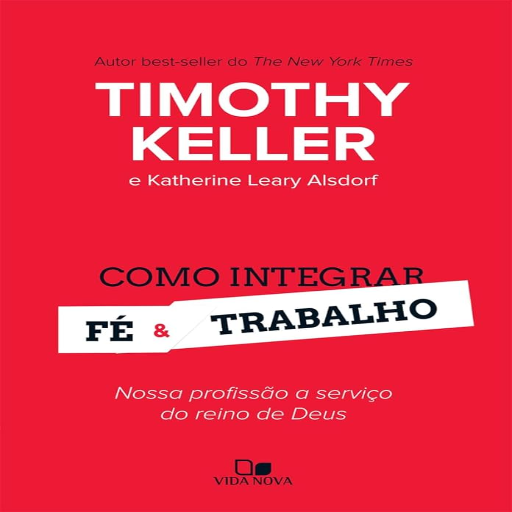 Autor best-seller do The New York Times
TIMOTHY
KELLER
e Katherine Leary Alsdorf
COMO INTEGRAR
FÉ & TRABALHO
Nossa profissão a serviço
do reino de Deus
VIDA NOVA